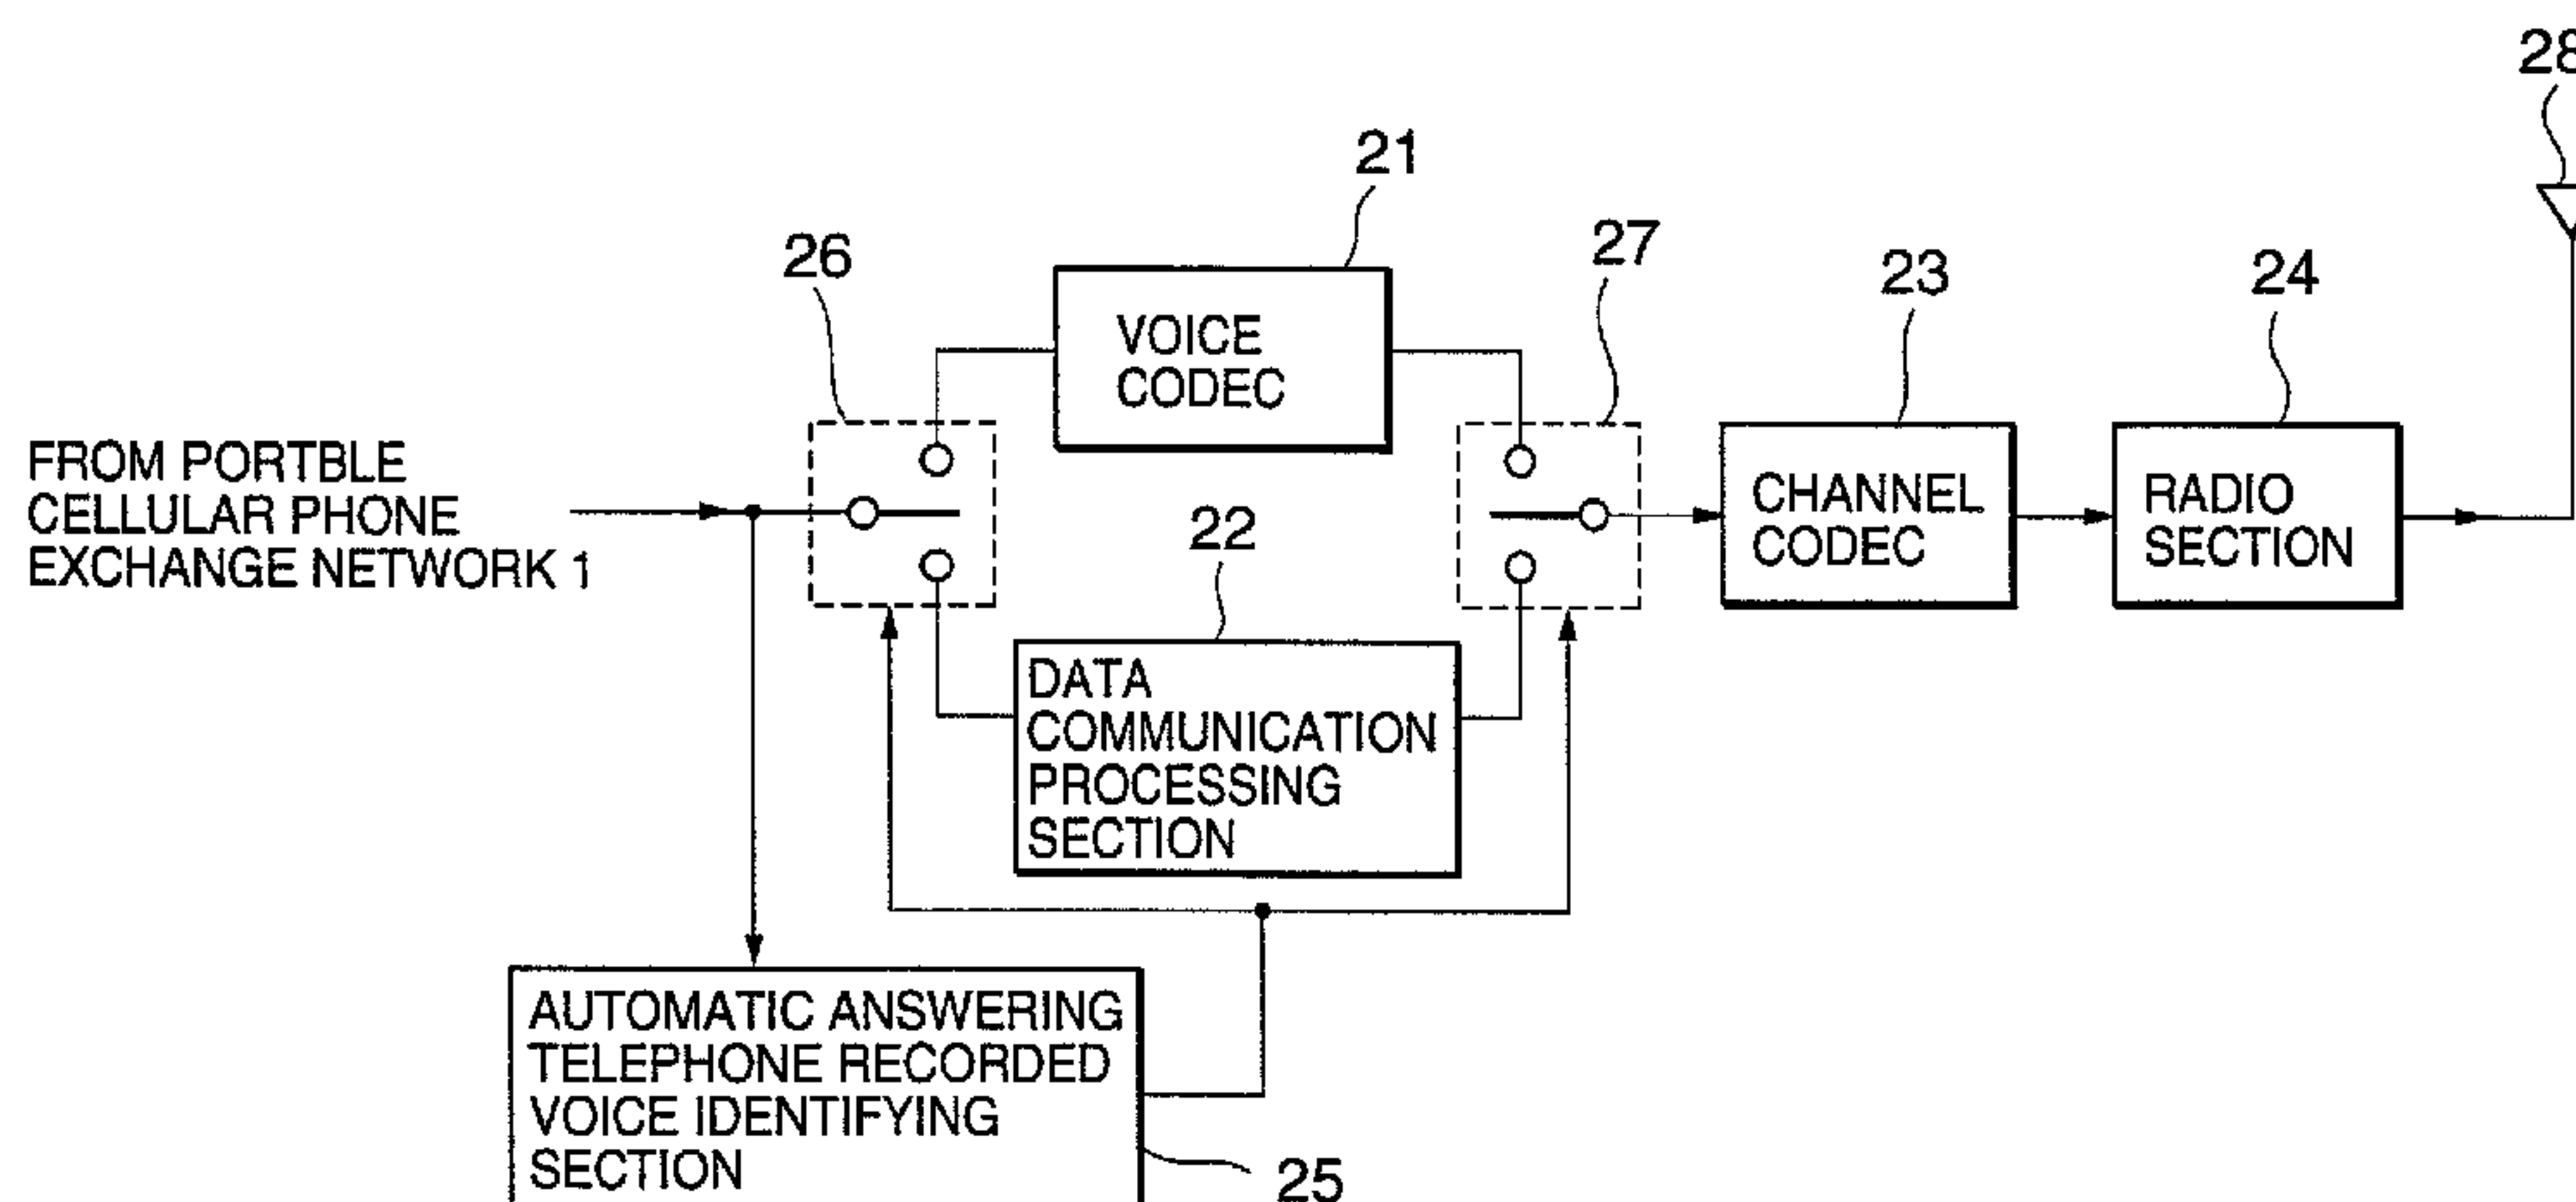 28
21
26
27
23
24
VOICE
CODEC
FROM PORTBLE
CELLULAR PHONE
EXCHANGE NETWORK 1
CHANNEL
CODEC
RADIO
SECTION
22
DATA
COMMUNICATION
PROCESSING
SECTION
AUTOMATIC ANSWERING
TELEPHONE RECORDED
VOICE IDENTIFYING
SECTION
25